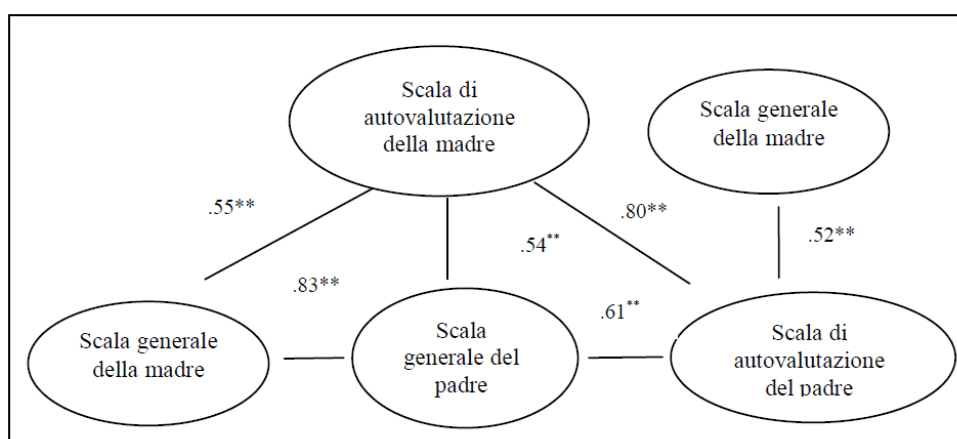 Scala di
autovalutazione
della madre
Scala generale
della madre
.55**
.80**
.54**
.52**
.83**
.61**
Scala generale
della madre
Scala
generale del
padre
Scala di
autovalutazione
del padre